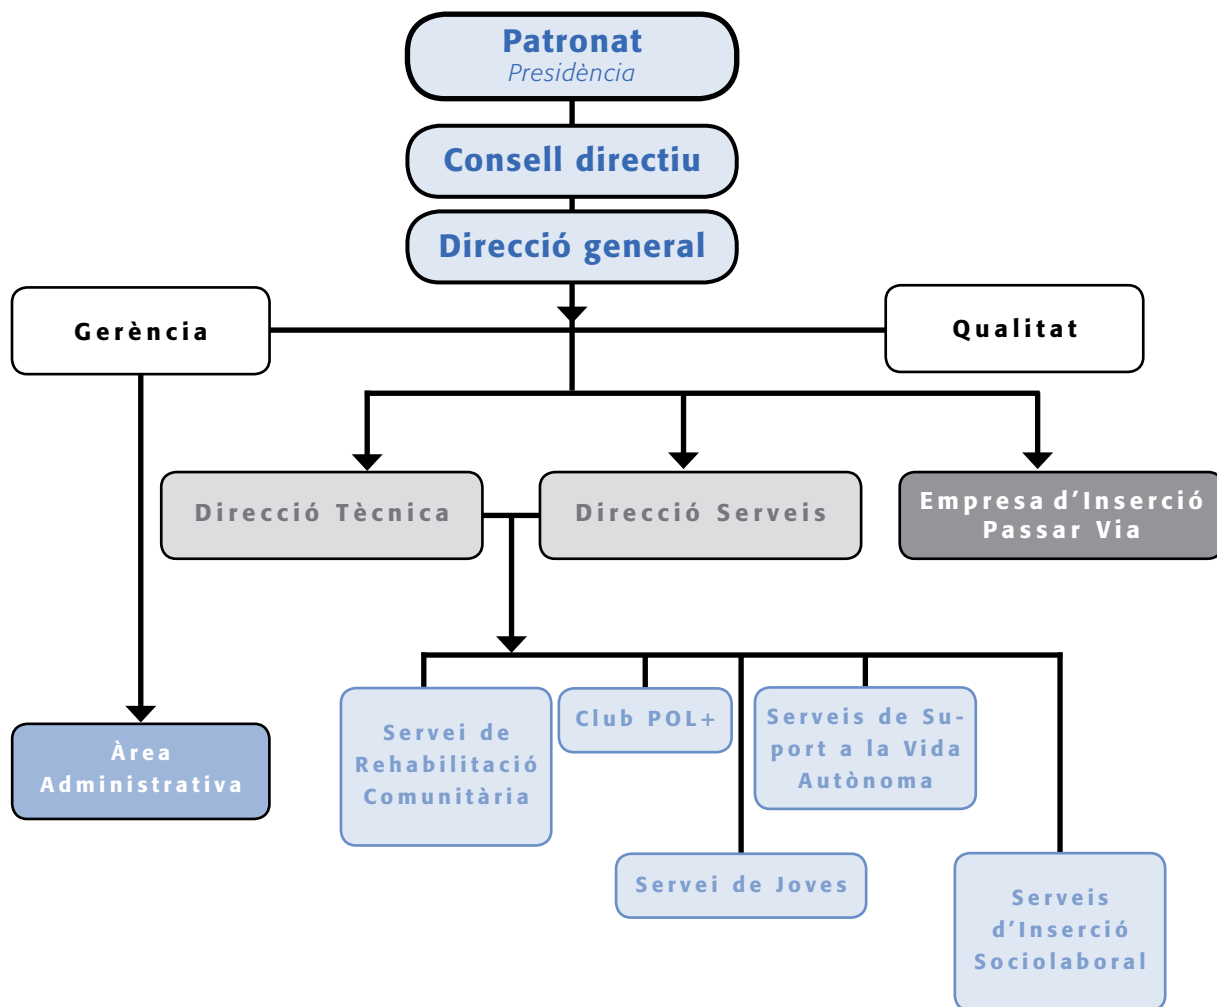 Patronat
Presidència
Consell directiu
Direcció general
Gerència
Qualitat
Direcció Tècnica
Direcció Serveis
Empresa d’Inserció
Passar Via
Àrea
Administrativa
Servei de
Rehabilitació
Comunitària
Club POL+
Serveis de Su-
port a la Vida
Autònoma
Servei de Joves
Serveis
d’Inserció
Sociolaboral